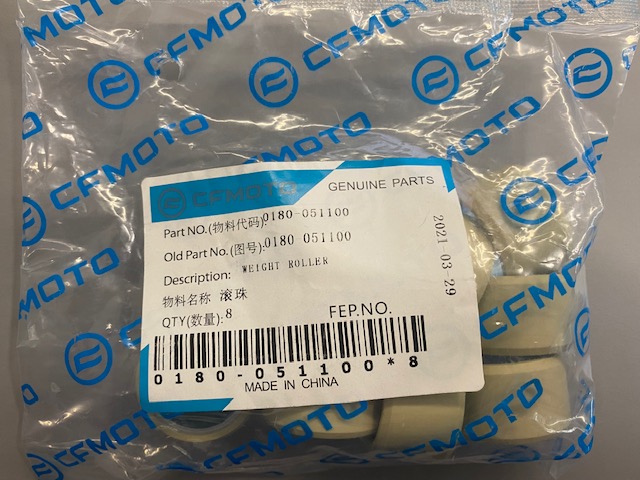 CFMOTO
CFMOTO
CFMOTO
CFMOTO
CFMOTO
GENUINE PARTS
Part NO.(物料代码):0180-051100
Old Part No.(图号):0180 051100
Description: WEIGHT ROLLER
物料名称 滚珠
QTY(数量):8
FEP.NO.
2021-03-29
0180-051100*8
MADE IN CHINA
CFMOTO
CFMOTO
CFMOTO